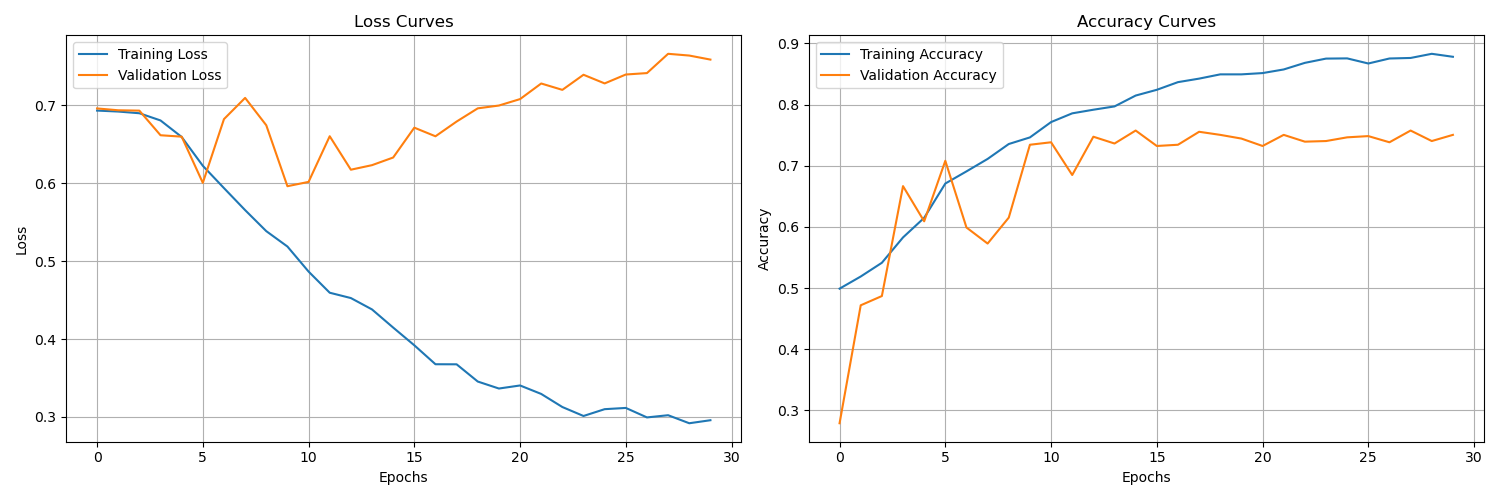 Loss Curves
Training Loss
Validation Loss
0.7
0.6
0.5
0.4
0.3
Loss
0 5 10 15 20 25 30
Epochs
Accuracy Curves
Training Accuracy
Validation Accuracy
0.9
0.8
0.7
0.6
0.5
0.4
0.3
Accuracy
0 5 10 15 20 25 30
Epochs